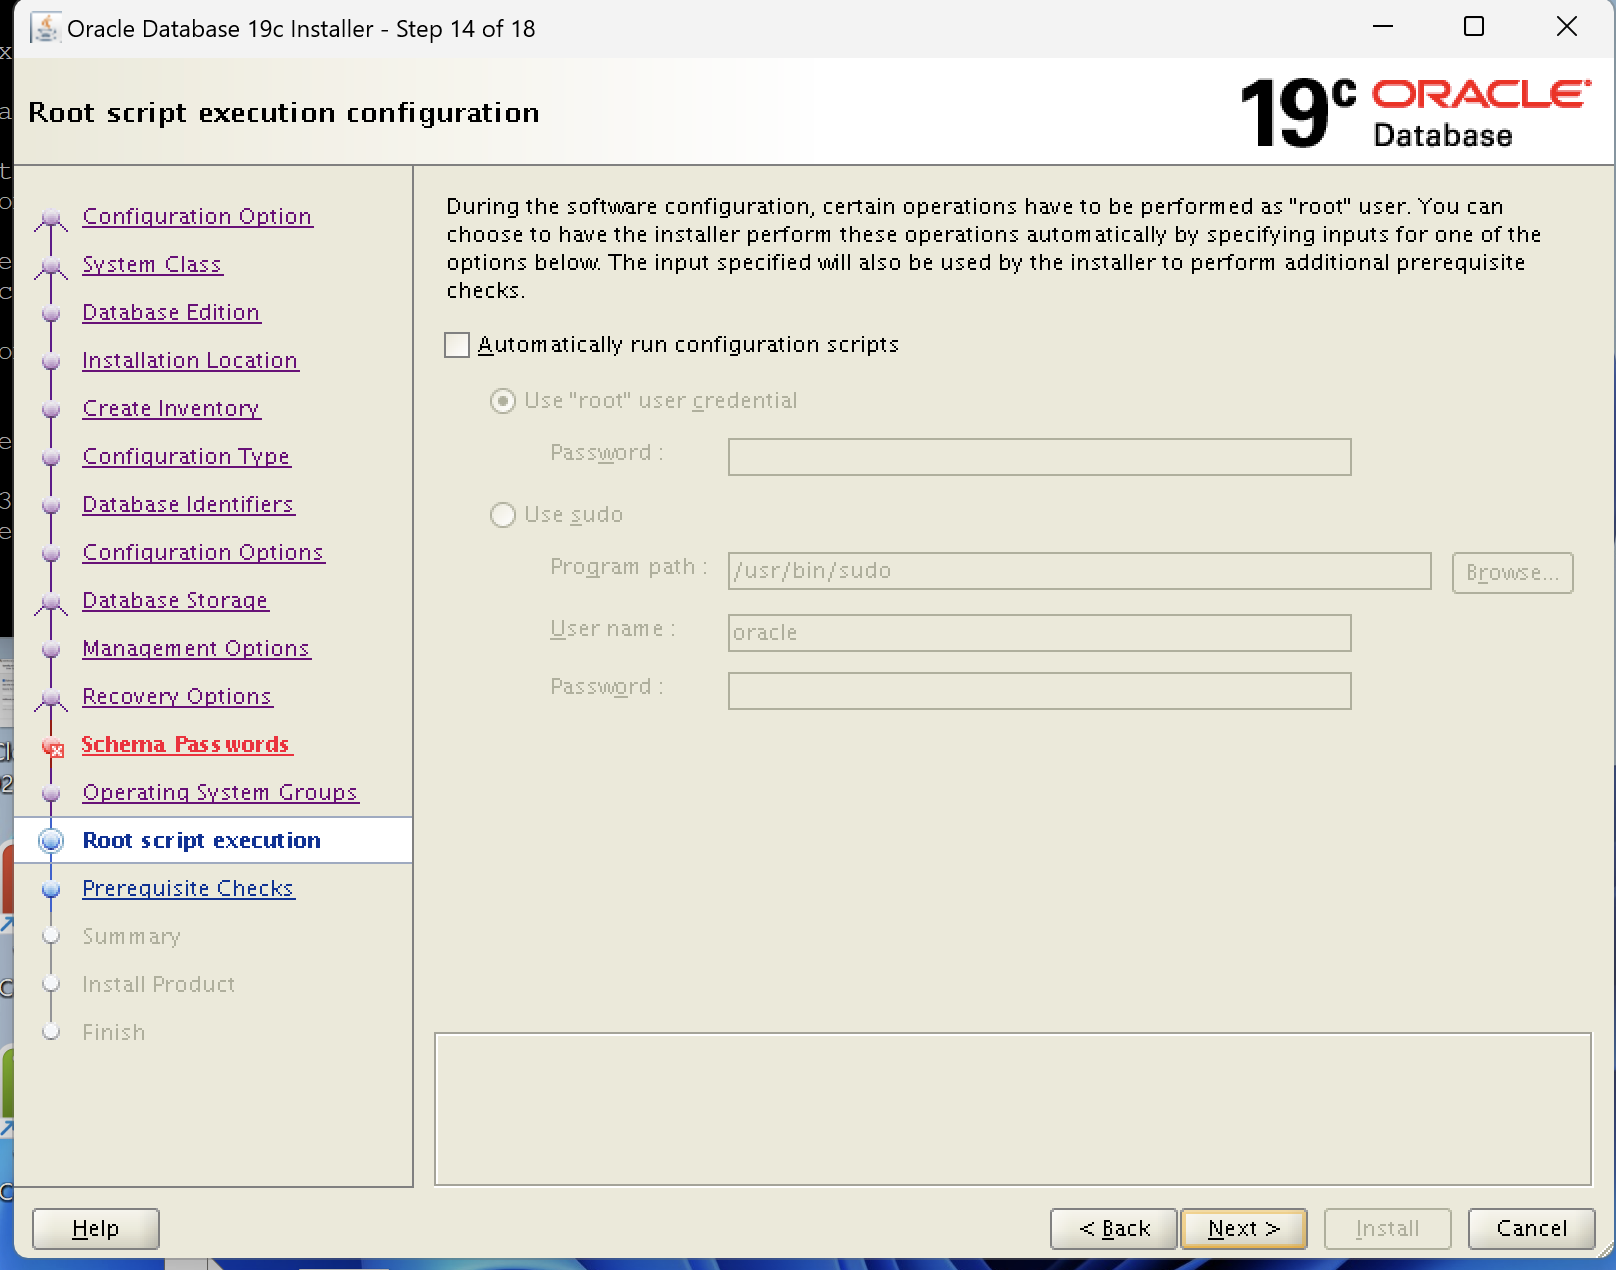 Oracle Database 19c Installer - Step 14 of 18
Root script execution configuration
19c ORACLE
Database
Configuration Option
System Class
Database Edition
Installation Location
Create Inventory
Configuration Type
Database Identifiers
Configuration Options
Database Storage
Management Options
Recovery Options
Schema Passwords
Operating System Groups
Root script execution
Prerequisite Checks
Summary
Install Product
Finish
During the software configuration, certain operations have to be performed as "root" user. You can
choose to have the installer perform these operations automatically by specifying inputs for one of the
options below. The input specified will also be used by the installer to perform additional prerequisite
checks.
Automatically run configuration scripts
Use "root" user credential
Password :
Use sudo
Program path : /usr/bin/sudo Browse...
User name : oracle
Password :
Help < Back Next > Install Cancel